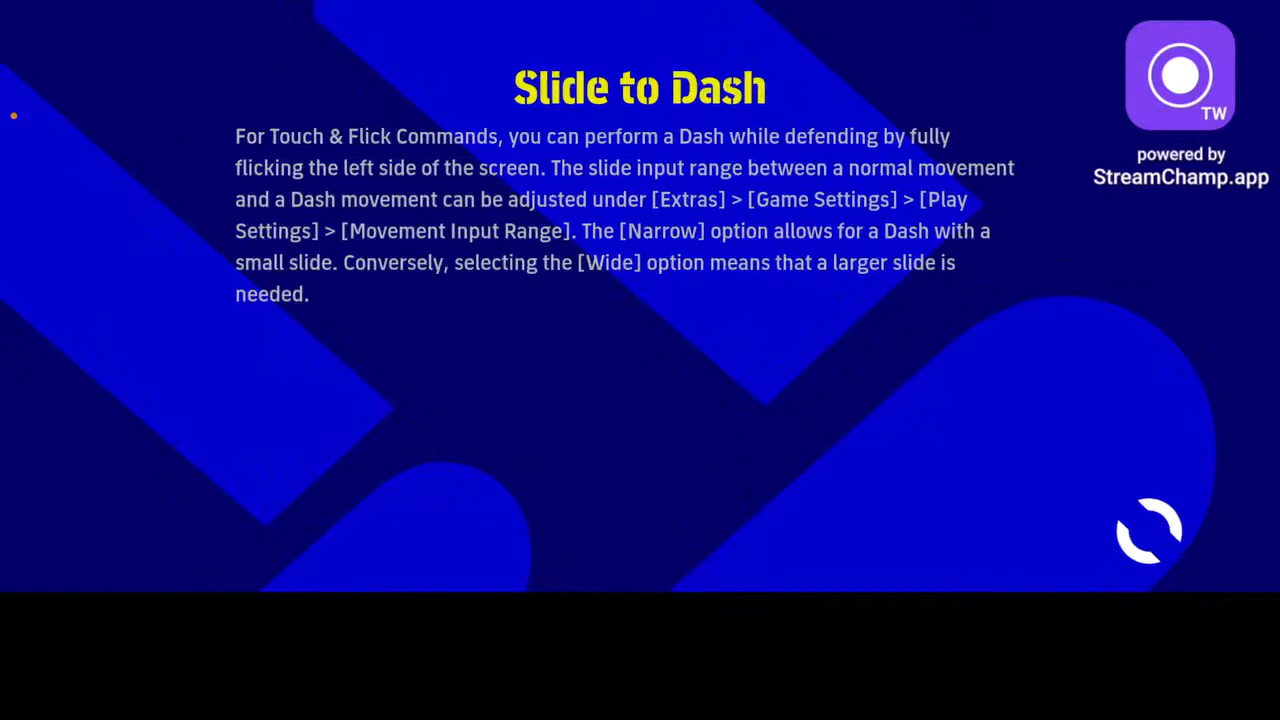 Slide to Dash
For Touch & Flick Commands, you can perform a Dash while defending by fully
flicking the left side of the screen. The slide input range between a normal movement
and a Dash movement can be adjusted under [Extras] > [Game Settings] > [Play
Settings] > [Movement Input Range]. The [Narrow] option allows for a Dash with a
small slide. Conversely, selecting the [Wide] option means that a larger slide is
needed.
TW
powered by
StreamChamp.app